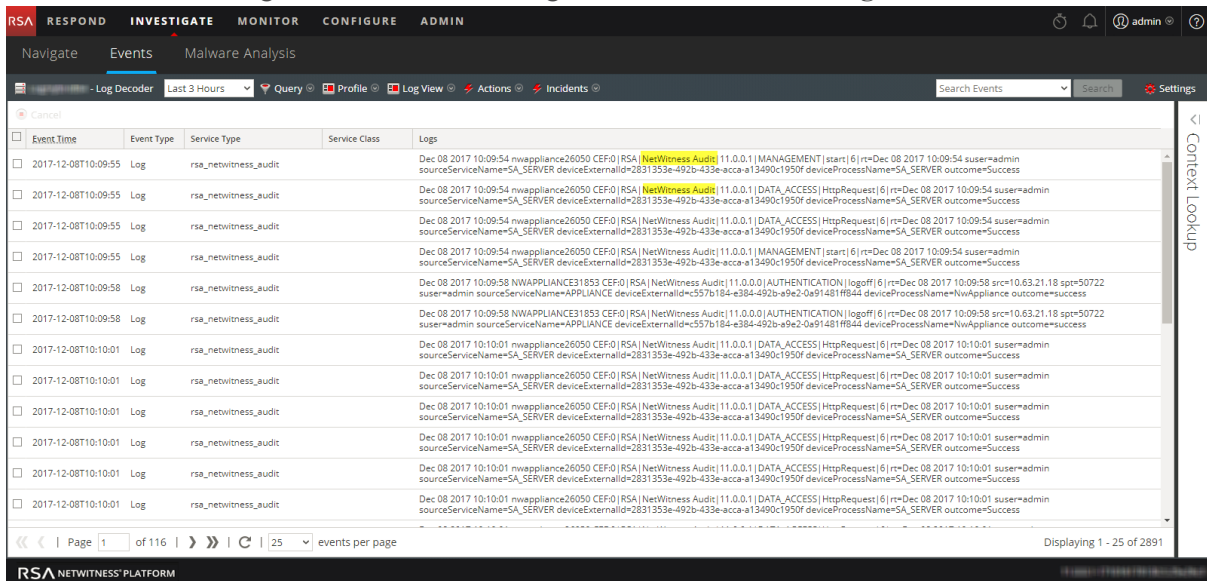 RSA RESPOND INVESTIGATE MONITOR CONFIGURE ADMIN admin
Navigate Events Malware Analysis
- Log Decoder Last 3 Hours Query Profile Log View Actions Incidents Search Events Search Settings
Cancel
Context Lookup
Event Time Event Type Service Type Service Class Logs
2017-12-08T10:09:55 Log rsa_netwitness_audit Dec 08 2017 10:09:54 nwappliance26050 CEF:0|RSA|NetWitness Audit|11.0.0.1|MANAGEMENT|start|6|rt=Dec 08 2017 10:09:54 suser=admin
sourceServiceName=SA_SERVER deviceExternalId=2831353e-492b-433e-acca-a13490c1950f deviceProcessName=SA_SERVER outcome=Success
2017-12-08T10:09:55 Log rsa_netwitness_audit Dec 08 2017 10:09:54 nwappliance26050 CEF:0|RSA|NetWitness Audit|11.0.0.1|DATA_ACCESS|HttpRequest|6|rt=Dec 08 2017 10:09:54 suser=admin
sourceServiceName=SA_SERVER deviceExternalId=2831353e-492b-433e-acca-a13490c1950f deviceProcessName=SA_SERVER outcome=Success
2017-12-08T10:09:55 Log rsa_netwitness_audit Dec 08 2017 10:09:54 nwappliance26050 CEF:0|RSA|NetWitness Audit|11.0.0.1|DATA_ACCESS|HttpRequest|6|rt=Dec 08 2017 10:09:54 suser=admin
sourceServiceName=SA_SERVER deviceExternalId=2831353e-492b-433e-acca-a13490c1950f deviceProcessName=SA_SERVER outcome=Success
2017-12-08T10:09:55 Log rsa_netwitness_audit Dec 08 2017 10:09:54 nwappliance26050 CEF:0|RSA|NetWitness Audit|11.0.0.1|MANAGEMENT|start|6|rt=Dec 08 2017 10:09:54 suser=admin
sourceServiceName=SA_SERVER deviceExternalId=2831353e-492b-433e-acca-a13490c1950f deviceProcessName=SA_SERVER outcome=Success
2017-12-08T10:09:58 Log rsa_netwitness_audit Dec 08 2017 10:09:58 NWAPPLIANCE31853 CEF:0|RSA|NetWitness Audit|11.0.0.0|AUTHENTICATION|logoff|6|rt=Dec 08 2017 10:09:58 src=10.63.21.18 spt=50722
suser=admin sourceServiceName=APPLIANCE deviceExternalId=c557b184-e384-492b-a9e2-0a91481ff844 deviceProcessName=NwAppliance outcome=success
2017-12-08T10:09:58 Log rsa_netwitness_audit Dec 08 2017 10:09:58 NWAPPLIANCE31853 CEF:0|RSA|NetWitness Audit|11.0.0.0|AUTHENTICATION|logoff|6|rt=Dec 08 2017 10:09:58 src=10.63.21.18 spt=50722
suser=admin sourceServiceName=APPLIANCE deviceExternalId=c557b184-e384-492b-a9e2-0a91481ff844 deviceProcessName=NwAppliance outcome=success
2017-12-08T10:10:01 Log rsa_netwitness_audit Dec 08 2017 10:10:01 nwappliance26050 CEF:0|RSA|NetWitness Audit|11.0.0.1|DATA_ACCESS|HttpRequest|6|rt=Dec 08 2017 10:10:01 suser=admin
sourceServiceName=SA_SERVER deviceExternalId=2831353e-492b-433e-acca-a13490c1950f deviceProcessName=SA_SERVER outcome=Success
2017-12-08T10:10:01 Log rsa_netwitness_audit Dec 08 2017 10:10:01 nwappliance26050 CEF:0|RSA|NetWitness Audit|11.0.0.1|DATA_ACCESS|HttpRequest|6|rt=Dec 08 2017 10:10:01 suser=admin
sourceServiceName=SA_SERVER deviceExternalId=2831353e-492b-433e-acca-a13490c1950f deviceProcessName=SA_SERVER outcome=Success
2017-12-08T10:10:01 Log rsa_netwitness_audit Dec 08 2017 10:10:01 nwappliance26050 CEF:0|RSA|NetWitness Audit|11.0.0.1|DATA_ACCESS|HttpRequest|6|rt=Dec 08 2017 10:10:01 suser=admin
sourceServiceName=SA_SERVER deviceExternalId=2831353e-492b-433e-acca-a13490c1950f deviceProcessName=SA_SERVER outcome=Success
2017-12-08T10:10:01 Log rsa_netwitness_audit Dec 08 2017 10:10:01 nwappliance26050 CEF:0|RSA|NetWitness Audit|11.0.0.1|DATA_ACCESS|HttpRequest|6|rt=Dec 08 2017 10:10:01 suser=admin
sourceServiceName=SA_SERVER deviceExternalId=2831353e-492b-433e-acca-a13490c1950f deviceProcessName=SA_SERVER outcome=Success
2017-12-08T10:10:01 Log rsa_netwitness_audit Dec 08 2017 10:10:01 nwappliance26050 CEF:0|RSA|NetWitness Audit|11.0.0.1|DATA_ACCESS|HttpRequest|6|rt=Dec 08 2017 10:10:01 suser=admin
sourceServiceName=SA_SERVER deviceExternalId=2831353e-492b-433e-acca-a13490c1950f deviceProcessName=SA_SERVER outcome=Success
2017-12-08T10:10:01 Log rsa_netwitness_audit Dec 08 2017 10:10:01 nwappliance26050 CEF:0|RSA|NetWitness Audit|11.0.0.1|DATA_ACCESS|HttpRequest|6|rt=Dec 08 2017 10:10:01 suser=admin
sourceServiceName=SA_SERVER deviceExternalId=2831353e-492b-433e-acca-a13490c1950f deviceProcessName=SA_SERVER outcome=Success
Page 1 of 116 25 events per page Displaying 1 - 25 of 2891
RSA NETWITNESS® PLATFORM